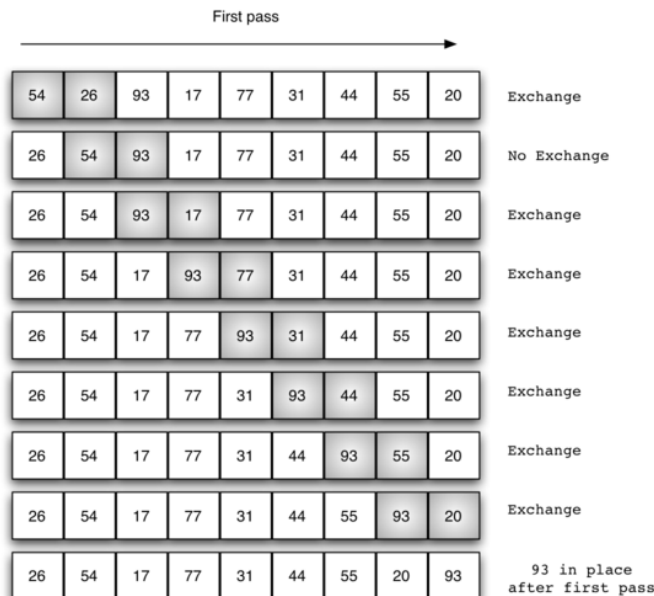 First pass
54 26 93 17 77 31 44 55 20 Exchange
26 54 93 17 77 31 44 55 20 No Exchange
26 54 93 17 77 31 44 55 20 Exchange
26 54 17 93 77 31 44 55 20 Exchange
26 54 17 77 93 31 44 55 20 Exchange
26 54 17 77 31 93 44 55 20 Exchange
26 54 17 77 31 44 93 55 20 Exchange
26 54 17 77 31 44 55 93 20 Exchange
26 54 17 77 31 44 55 20 93 93 in place
after first pass